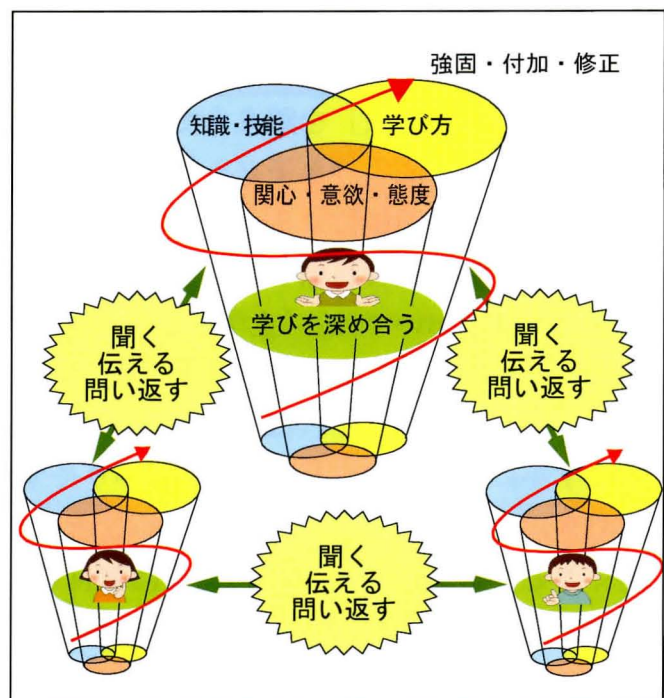 強固・付加・修正
知識・技能
学び方
関心・意欲・態度
学びを深め合う
聞く
伝える
問い返す
聞く
伝える
問い返す
聞く
伝える
問い返す